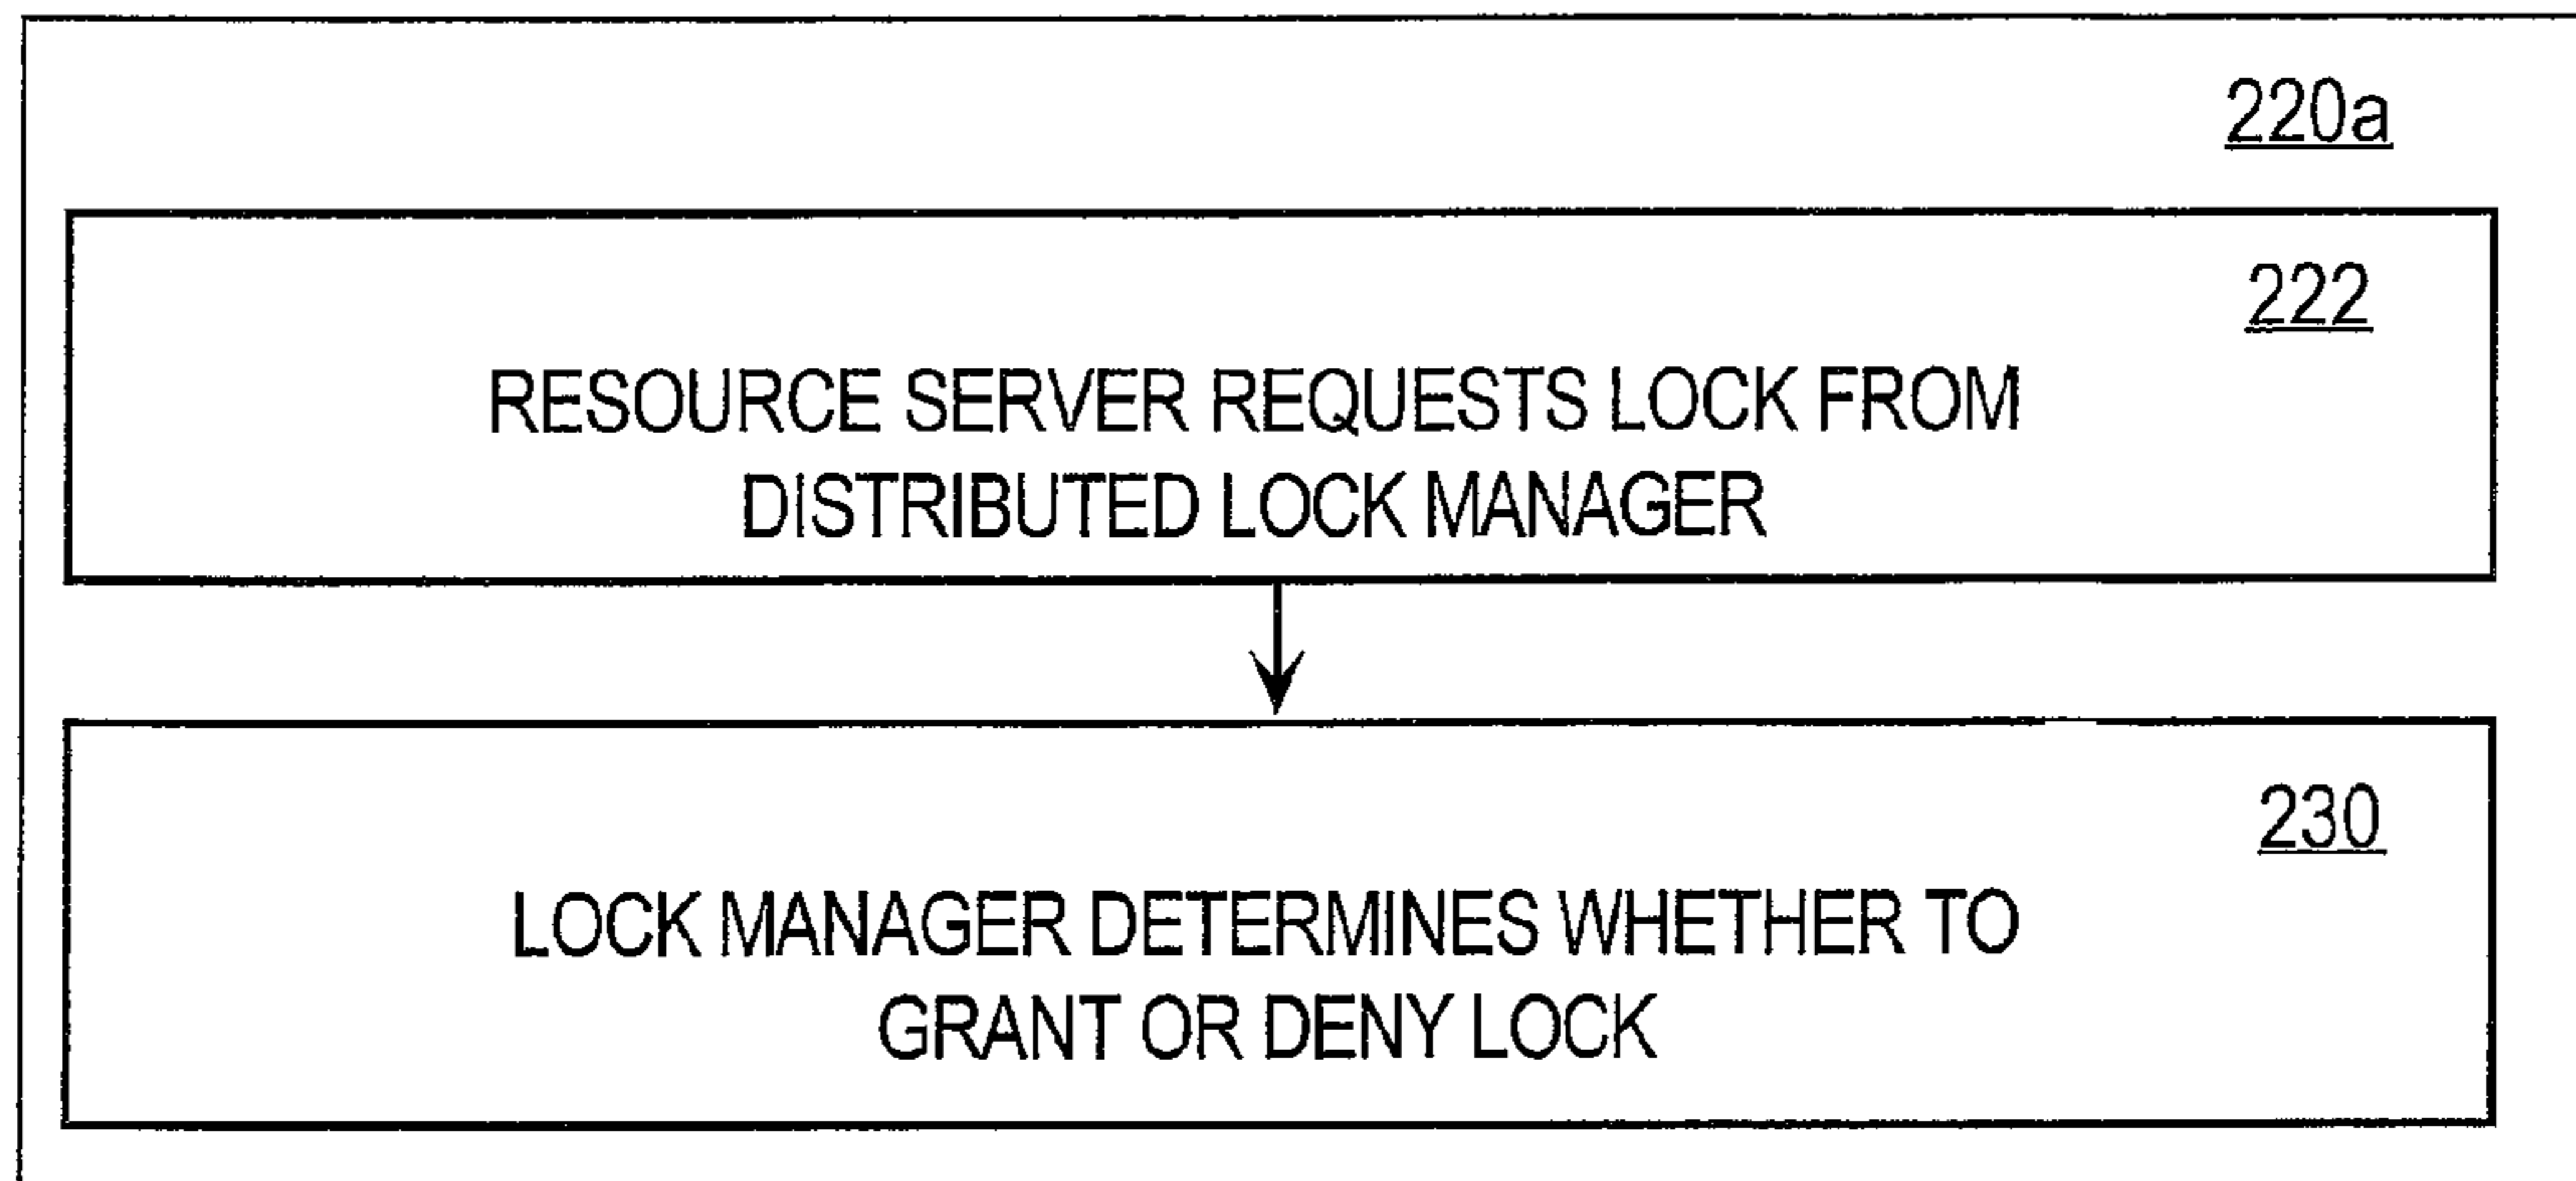 220a
222
RESOURCE SERVER REQUESTS LOCK FROM
DISTRIBUTED LOCK MANAGER
230
LOCK MANAGER DETERMINES WHETHER TO
GRANT OR DENY LOCK